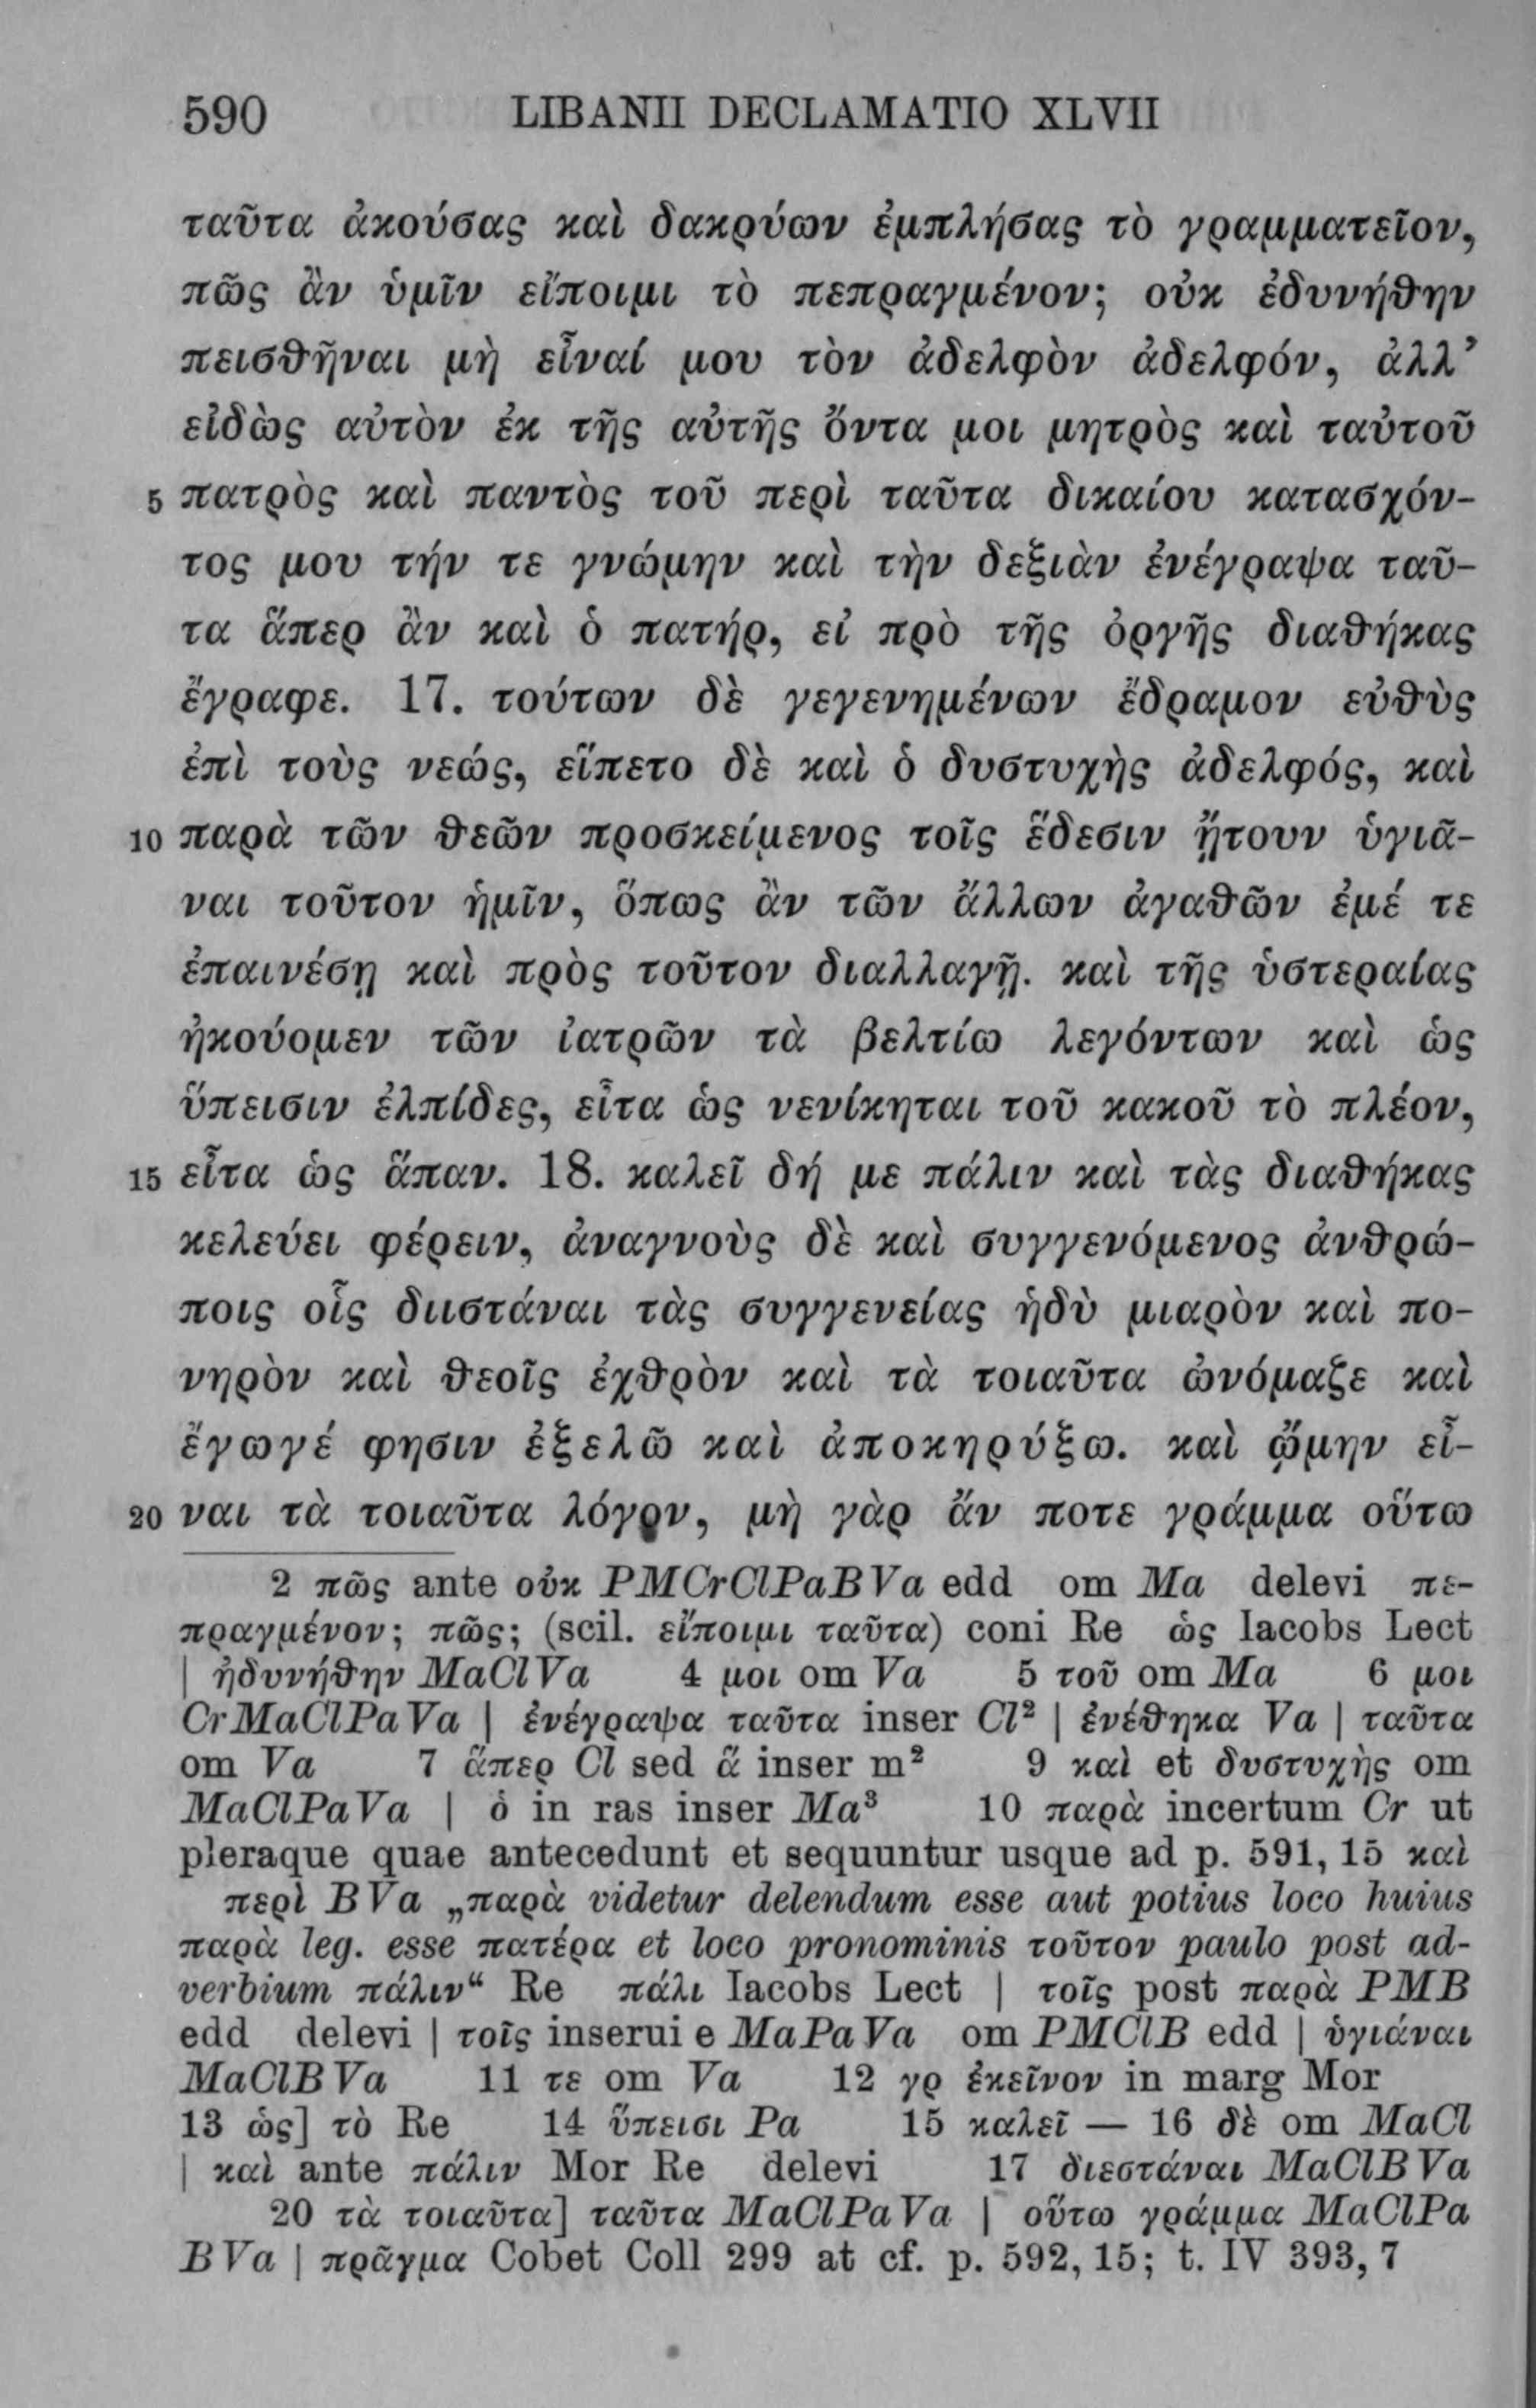 590 LIBANII DECLAMATIO XLVII
ταῦτα ἀκούσας καὶ δακρύων ἐμπλήσας τὸ γραμματεῖον,
πῶς ἂν ὑμῖν εἴποιμι τὸ πεπραγμένον; οὐκ ἐδυνήθην
πεισθῆναι μὴ εἶναί μου τὸν ἀδελφὸν ἀδελφόν, ἀλλ’
εἰδὼς αὐτὸν ἐκ τῆς αὐτῆς ὄντα μοι μητρὸς καὶ ταὐτοῦ
5 πατρὸς καὶ παντὸς τοῦ περὶ ταῦτα δικαίου κατασχόν-
τος μου τήν τε γνώμην καὶ τὴν δεξιὰν ἐνέγραψα ταῦ-
τα ἅπερ ἂν καὶ ὁ πατήρ, εἰ πρὸ τῆς ὀργῆς διαθήκας
ἔγραφε. 17. τούτων δὲ γεγενημένων ἔδραμον εὐθὺς
ἐπὶ τοὺς νεώς, εἵπετο δὲ καὶ ὁ δυστυχὴς ἀδελφός, καὶ
10 παρὰ τῶν θεῶν προσκείμενος τοῖς ἕδεσιν ᾔτουν ὑγιᾶ-
ναι τοῦτον ἡμῖν, ὅπως ἂν τῶν ἄλλων ἀγαθῶν ἐμέ τε
ἐπαινέσῃ καὶ πρὸς τοῦτον διαλλαγῇ. καὶ τῆς ὑστεραίας
ἠκούομεν τῶν ἰατρῶν τὰ βελτίω λεγόντων καὶ ὡς
ὕπεισιν ἐλπίδες, εἶτα ὡς νενίκηται τοῦ κακοῦ τὸ πλέον,
15 εἶτα ὡς ἅπαν. 18. καλεῖ δή με πάλιν καὶ τὰς διαθήκας
κελεύει φέρειν, ἀναγνοὺς δὲ καὶ συγγενόμενος ἀνθρώ-
ποις οἷς διιστάναι τὰς συγγενείας ἡδὺ μιαρὸν καὶ πο-
νηρὸν καὶ θεοῖς ἐχθρὸν καὶ τὰ τοιαῦτα ὠνόμαζε καὶ
ἔγωγέ φησιν ἐξελῶ καὶ ἀποκηρύξω. καὶ ᾤμην εἶ-
20 ναι τὰ τοιαῦτα λόγον, μὴ γὰρ ἄν ποτε γράμμα οὕτω
2 πῶς ante οὐκ PMCrClPaBVa edd om Ma delevi πε-
πραγμένον; πῶς; (scil. εἴποιμι ταῦτα) coni Re ὡς Iacobs Lect
| ἠδυνήθην MaClVa 4 μοι om Va 5 τοῦ om Ma 6 μοι
CrMaClPaVa | ἐνέγραψα ταῦτα inser Cl² | ἐνέθηκα Va | ταῦτα
om Va 7 ἅπερ Cl sed ἅ inser m² 9 καὶ et δυστυχὴς om
MaClPaVa | ὁ in ras inser Ma³ 10 παρὰ incertum Cr ut
pleraque quae antecedunt et sequuntur usque ad p. 591, 15 καὶ
περὶ BVa „παρὰ videtur delendum esse aut potius loco huius
παρὰ leg. esse πατέρα et loco pronominis τοῦτον paulo post ad-
verbium πάλιν“ Re πάλι Iacobs Lect | τοῖς post παρὰ PMB
edd delevi | τοῖς inserui e MaPaVa om PMClB edd | ὑγιάναι
MaClBVa 11 τε om Va 12 γρ ἐκεῖνον in marg Mor
13 ὡς] τὸ Re 14 ὕπεισι Pa 15 καλεῖ — 16 δὲ om MaCl
| καὶ ante πάλιν Mor Re delevi 17 διεστάναι MaClBVa
20 τὰ τοιαῦτα] ταῦτα MaClPaVa | οὕτω γράμμα MaClPa
BVa | πρᾶγμα Cobet Coll 299 at cf. p. 592, 15; t. IV 393, 7